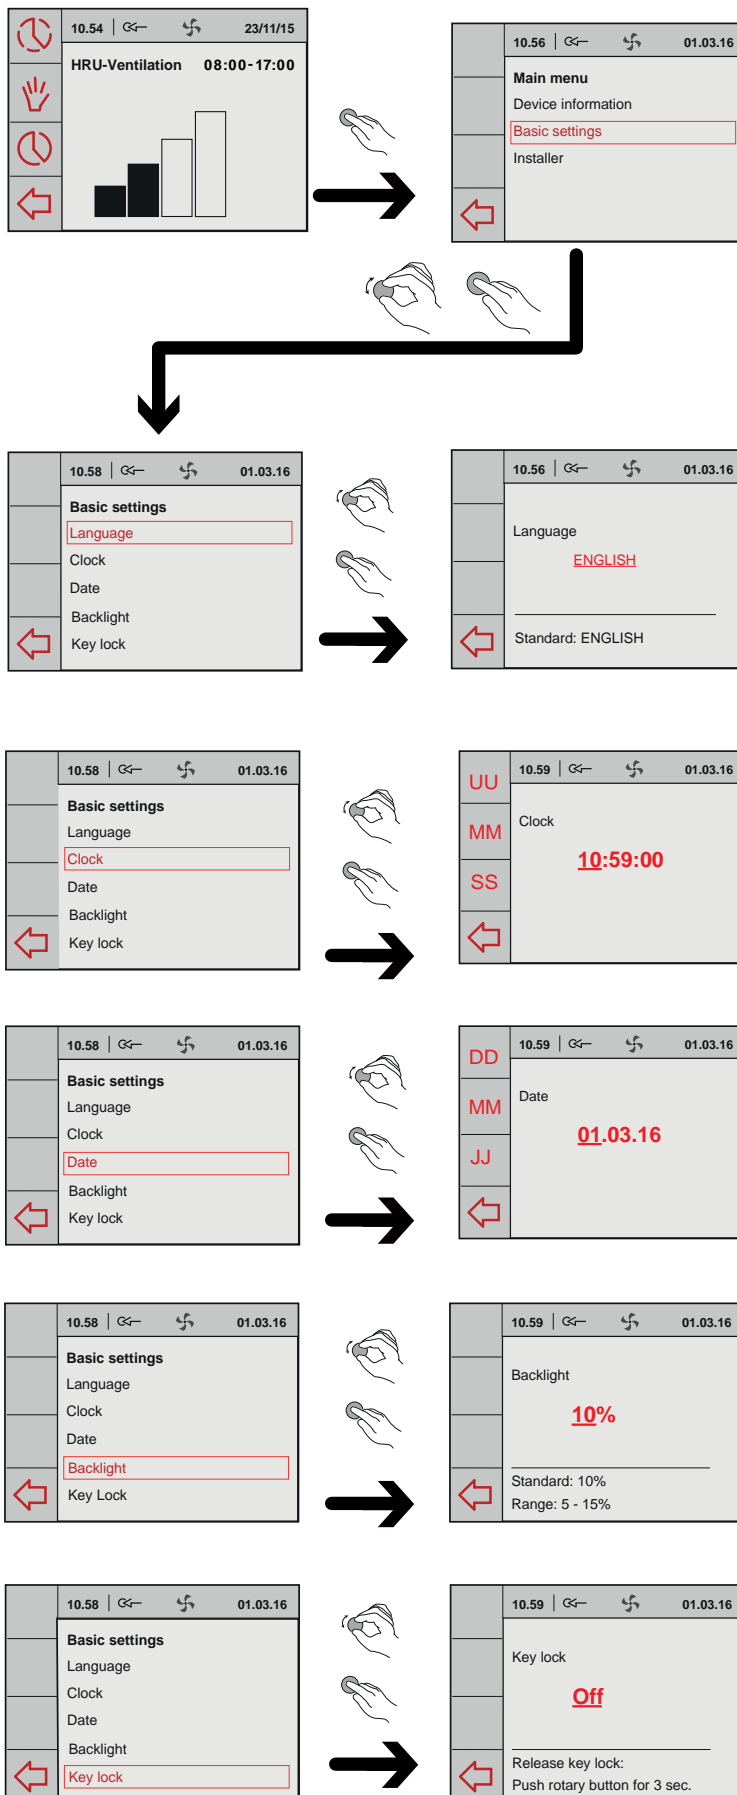 10.54 23/11/15
HRU-Ventilation 08:00-17:00
10.56 01.03.16
Main menu
Device information
Basic settings
Installer
10.58 01.03.16
Basic settings
Language
Clock
Date
Backlight
Key lock
10.56 01.03.16
Language
ENGLISH
Standard: ENGLISH
10.58 01.03.16
Basic settings
Language
Clock
Date
Backlight
Key lock
UU
MM
SS
10.59 01.03.16
Clock
10:59:00
10.58 01.03.16
Basic settings
Language
Clock
Date
Backlight
Key lock
DD
MM
JJ
10.59 01.03.16
Date
01.03.16
10.58 01.03.16
Basic settings
Language
Clock
Date
Backlight
Key Lock
10.59 01.03.16
Backlight
10%
Standard: 10%
Range: 5 - 15%
10.58 01.03.16
Basic settings
Language
Clock
Date
Backlight
Key lock
10.59 01.03.16
Key lock
Off
Release key lock:
Push rotary button for 3 sec.